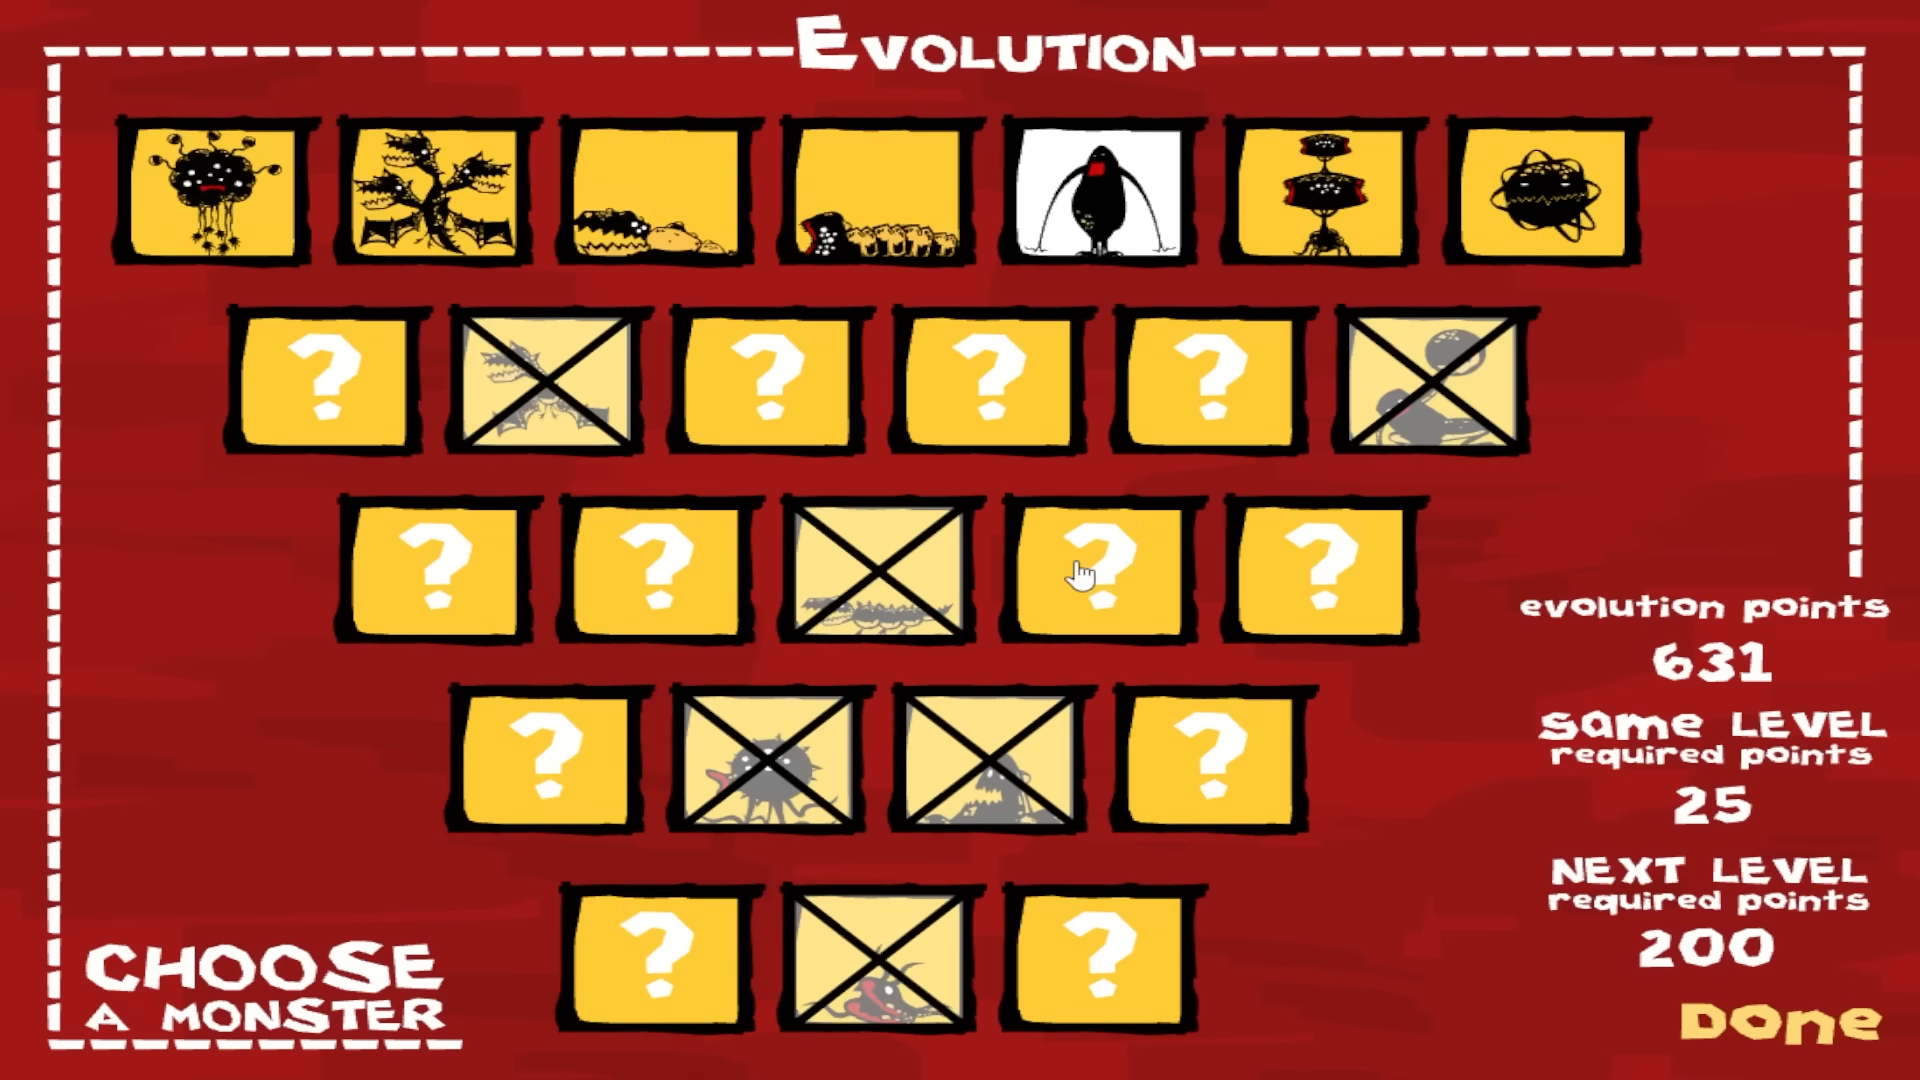 EVOLUTION
? ? ? ?
? ? ? ?
? ?
? ?
evolution points
631
same LEVEL
required points
25
NEXT LEVEL
required points
200
CHOOSE
A MONSTER
Done